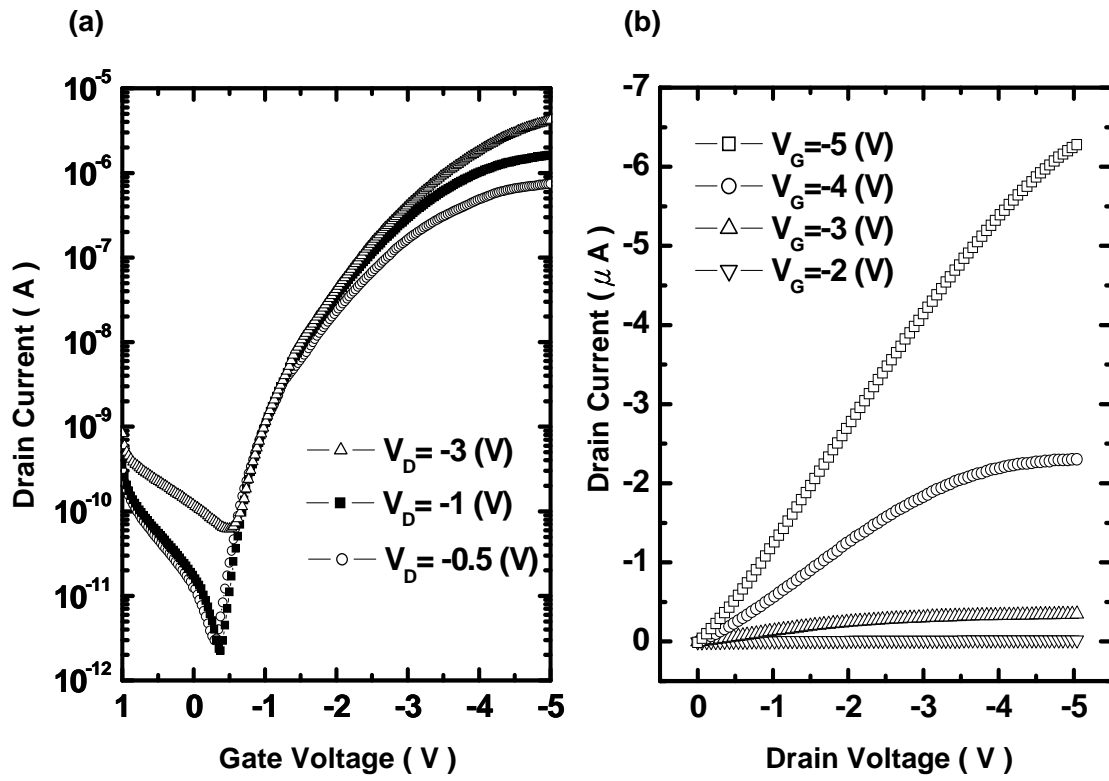 (a)
10^-5
10^-6
10^-7
10^-8
10^-9
10^-10
10^-11
10^-12
Drain Current ( A )
V_D= -3 (V)
V_D= -1 (V)
V_D= -0.5 (V)
1 0 -1 -2 -3 -4 -5
Gate Voltage ( V )
(b)
-7
-6
-5
-4
-3
-2
-1
0
Drain Current ( μ A )
V_G=-5 (V)
V_G=-4 (V)
V_G=-3 (V)
V_G=-2 (V)
0 -1 -2 -3 -4 -5
Drain Voltage ( V )